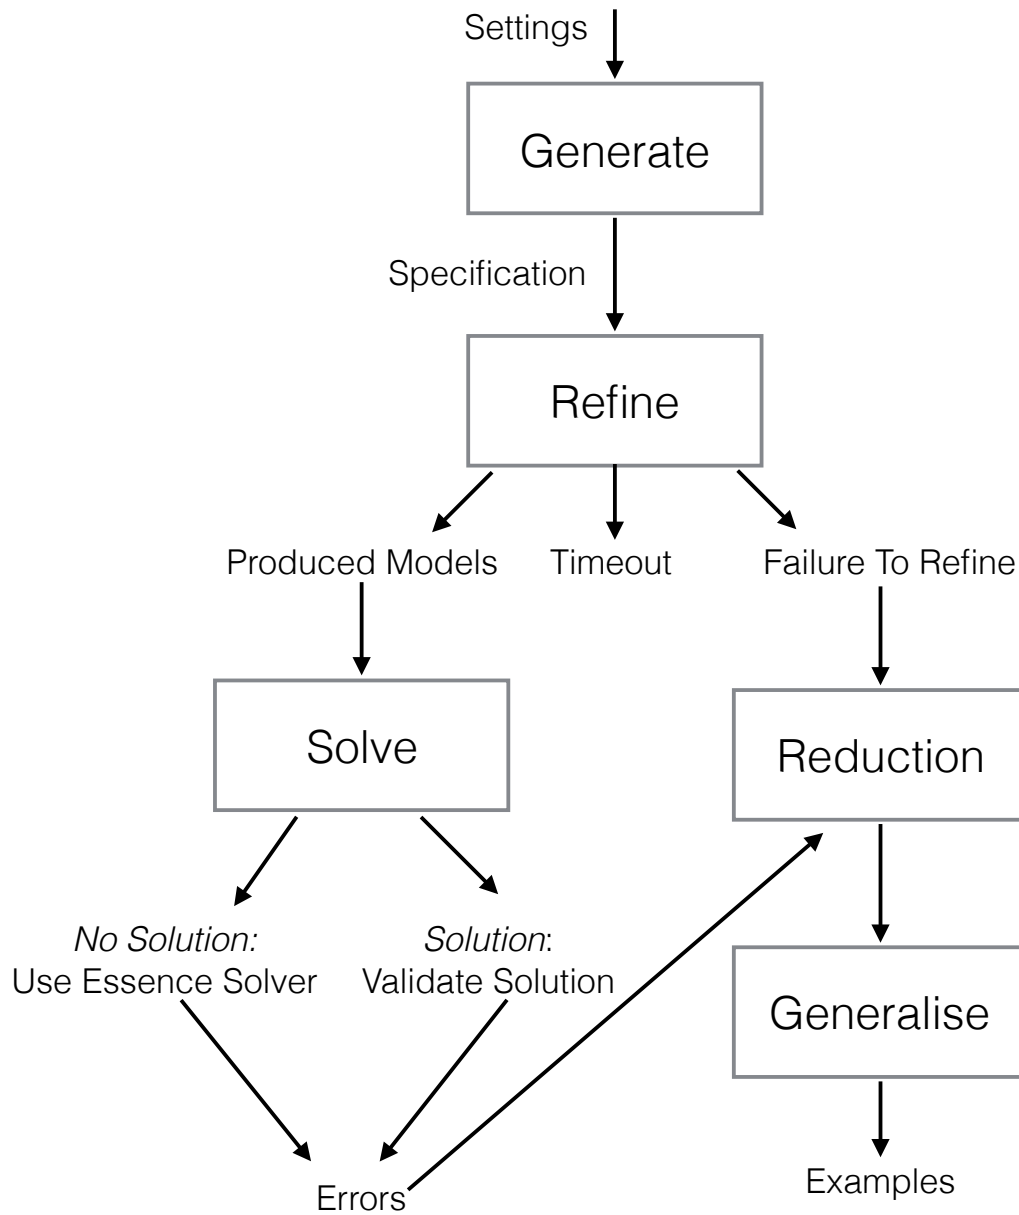 Settings
Generate
Specification
Refine
Produced Models
Timeout
Failure To Refine
Solve
Reduction
No Solution:
Use Essence Solver
Solution:
Validate Solution
Generalise
Errors
Examples